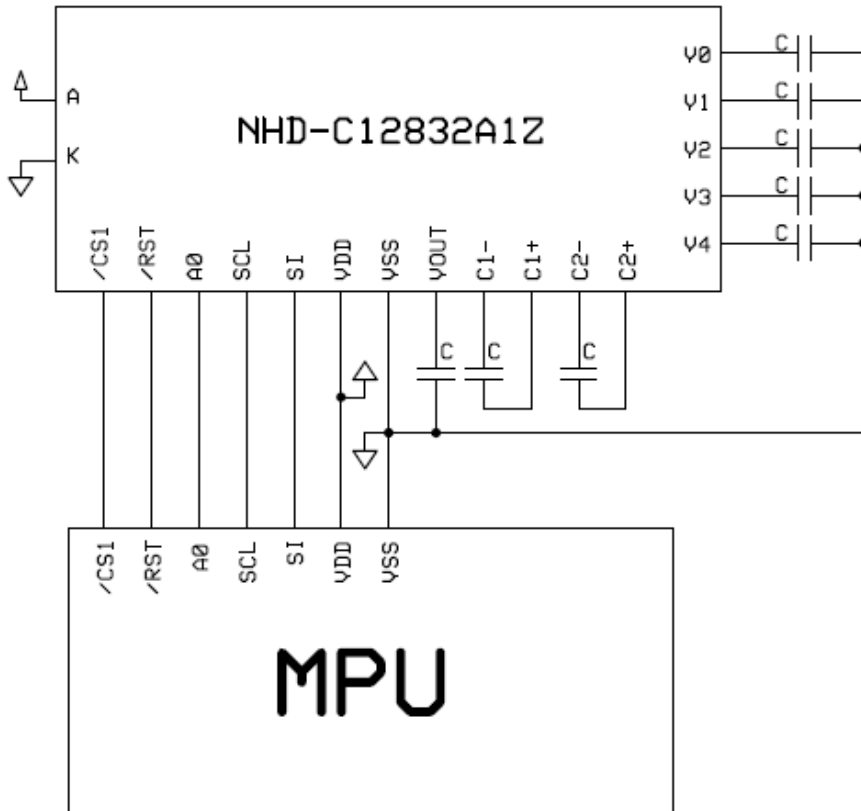 V0 C
A V1 C
NHD-C12832A1Z
K V2 C
V3 C
V4 C
/CS1 /RST A0 SCL SI VDD VSS VOUT C1- C1+ C2- C2+
C C C
/CS1 /RST A0 SCL SI VDD VSS
MPU